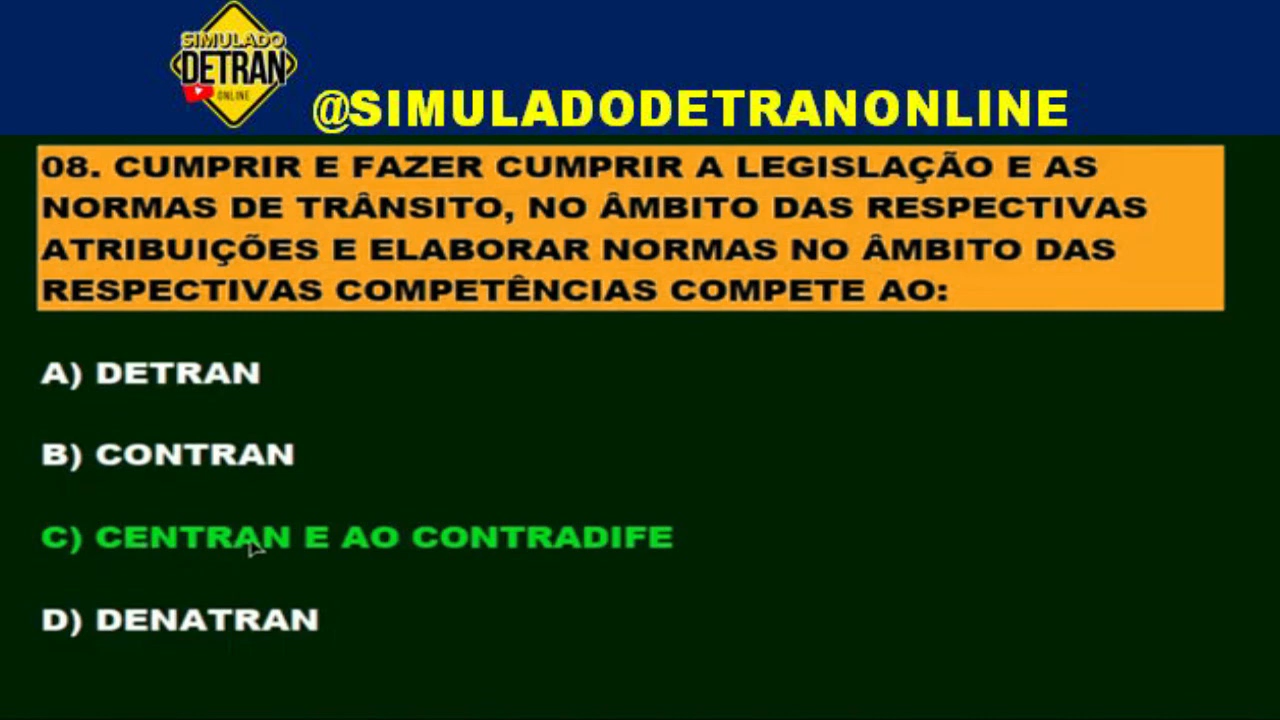 SIMULADO
DETRAN
ONLINE
@SIMULADODETRANONLINE
08. CUMPRIR E FAZER CUMPRIR A LEGISLAÇÃO E AS
NORMAS DE TRÂNSITO, NO ÂMBITO DAS RESPECTIVAS
ATRIBUIÇÕES E ELABORAR NORMAS NO ÂMBITO DAS
RESPECTIVAS COMPETÊNCIAS COMPETE AO:
A) DETRAN
B) CONTRAN
C) CENTRAN E AO CONTRADIFE
D) DENATRAN